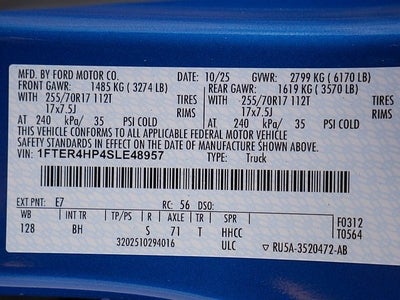 MFD. BY FORD MOTOR CO. DATE: 10/25 GVWR: 2799 KG ( 6170 LB)
FRONT GAWR: 1485 KG ( 3274 LB) REAR GAWR: 1619 KG ( 3570 LB)
WITH 255/70R17 112T TIRES WITH 255/70R17 112T TIRES
17x7.5J RIMS 17x7.5J RIMS
AT 240 kPa/ 35 PSI COLD AT 240 kPa/ 35 PSI COLD
THIS VEHICLE CONFORMS TO ALL APPLICABLE FEDERAL MOTOR VEHICLE
SAFETY STANDARDS IN EFFECT ON THE DATE OF MANUFACTURE SHOWN ABOVE.
VIN: 1FTER4HP4SLE48957 TYPE: Truck
EXT PNT: E7 RC: 56 DSO: F0312
WB INT TR R AXLE TR SPR T0564
128 BH S 71 T HHCC
3202510294016 ULC RU5A-3520472-AB